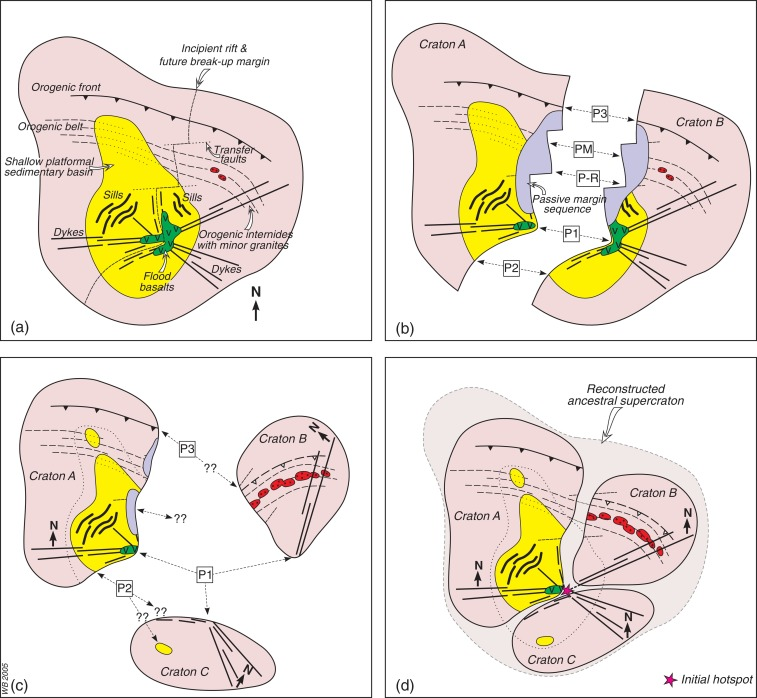 Incipient rift &
future break-up margin
Orogenic front
Orogenic belt
Shallow platformal
sedimentary basin
Transfer
faults
Sills
Sills
Dykes
Orogenic internides
with minor granites
V
V
V
V
V
V
Flood
basalts
Dykes
N
(a)
Craton A
Craton B
P3
PM
P-R
Passive margin
sequence
P1
P2
V
V
V
V
(b)
Craton A
Craton B
N
P3
??
??
N
V
P1
P2
??
??
Craton C
N
WB 2005
(c)
Reconstructed
ancestral supercraton
Craton A
Craton B
N
N
V
N
Craton C
Initial hotspot
(d)